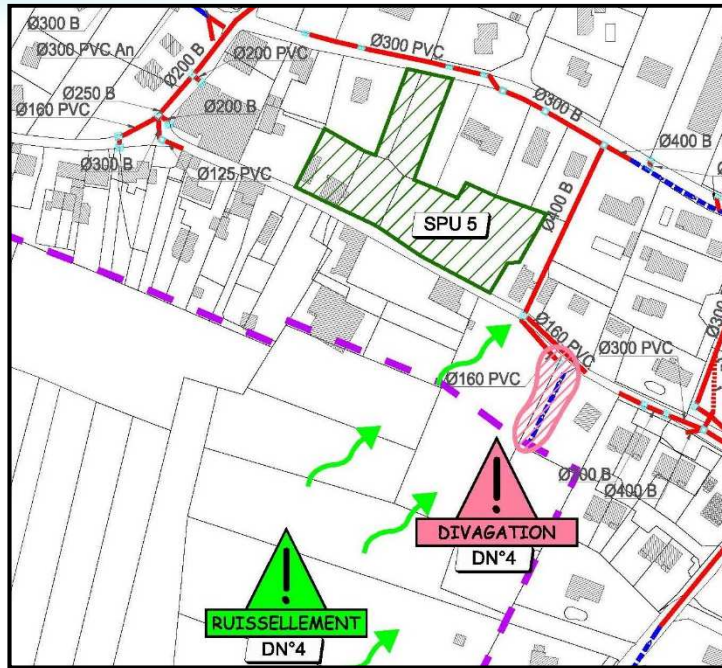 Ø300 B
Ø300 PVC An
Ø250 B
Ø160 PVC
Ø200 B
Ø200 PVC
Ø200 B
Ø300 B
Ø125 PVC
Ø300 PVC
Ø300 B
Ø400 B
Ø400 B
SPU 5
Ø160 PVC
Ø160 PVC
Ø300 PVC
Ø400 B
DIVAGATION
DN°4
RUISSELLEMENT
DN°4